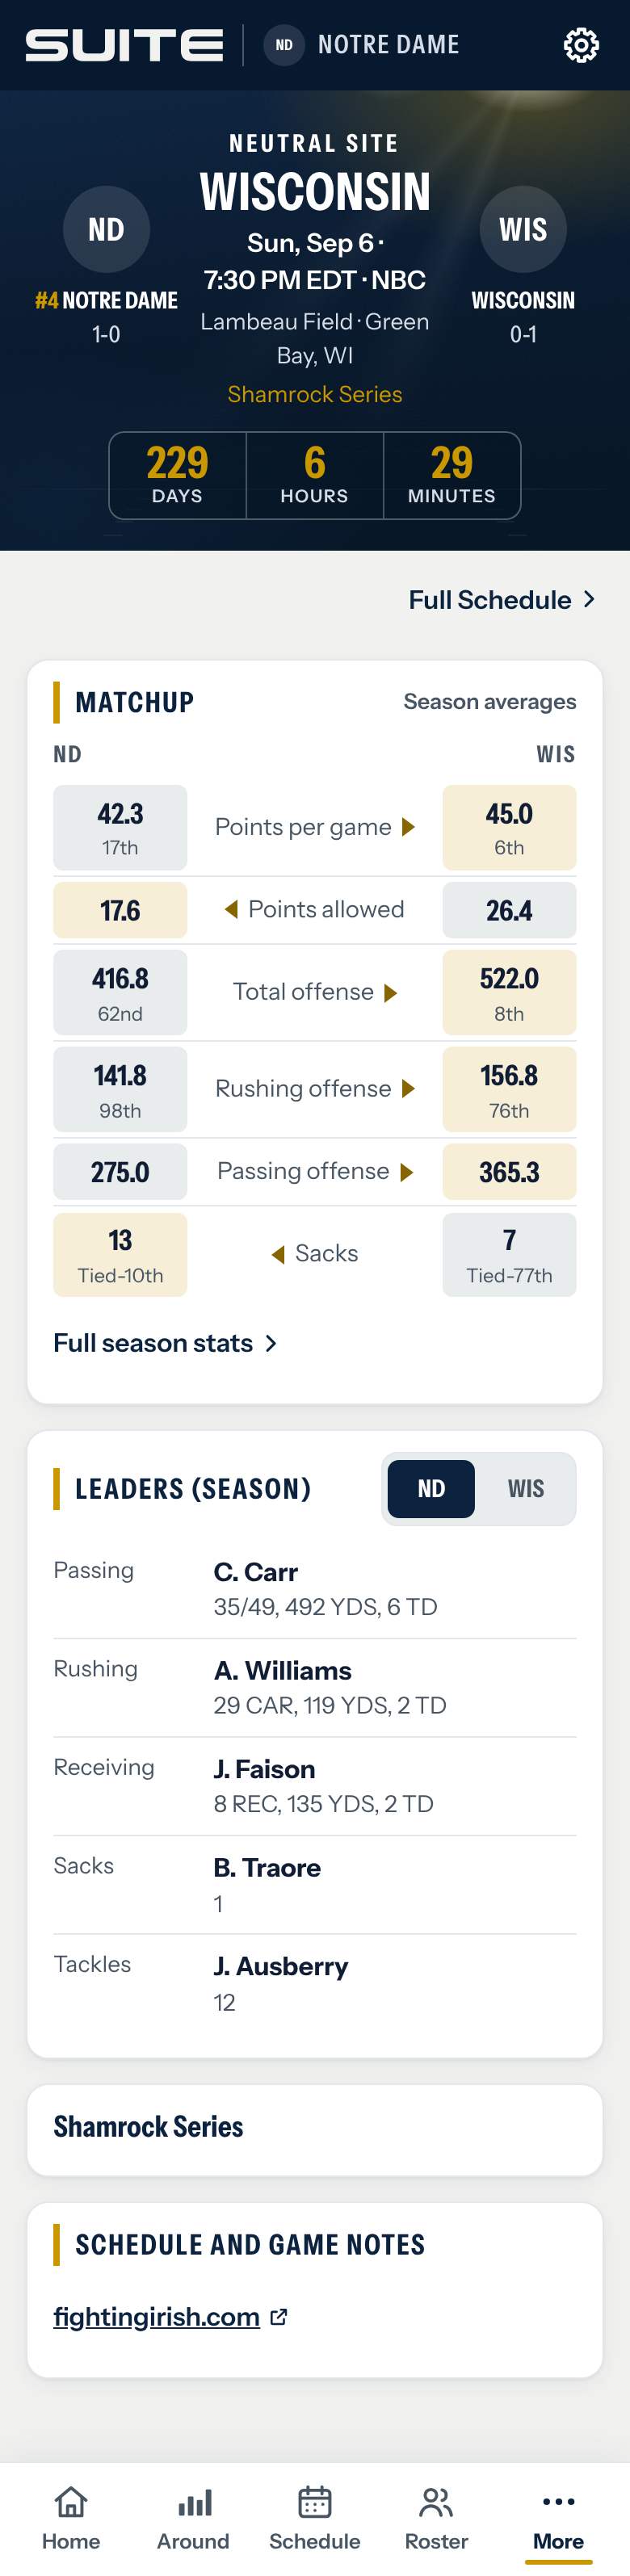 SUITE
ND
NOTRE DAME
NEUTRAL SITE
WISCONSIN
Sun, Sep 6 ·
7:30 PM EDT · NBC
Lambeau Field · Green
Bay, WI
Shamrock Series
ND
#4 NOTRE DAME
1-0
WIS
WISCONSIN
0-1
229
DAYS
6
HOURS
29
MINUTES
Full Schedule
MATCHUP
Season averages
ND
WIS
42.3
17th
Points per game
45.0
6th
17.6
Points allowed
26.4
416.8
62nd
Total offense
522.0
8th
141.8
98th
Rushing offense
156.8
76th
275.0
Passing offense
365.3
13
Tied-10th
Sacks
7
Tied-77th
Full season stats
LEADERS (SEASON)
ND
WIS
Passing
C. Carr
35/49, 492 YDS, 6 TD
Rushing
A. Williams
29 CAR, 119 YDS, 2 TD
Receiving
J. Faison
8 REC, 135 YDS, 2 TD
Sacks
B. Traore
1
Tackles
J. Ausberry
12
Shamrock Series
SCHEDULE AND GAME NOTES
fightingirish.com
Home
Around
Schedule
Roster
More